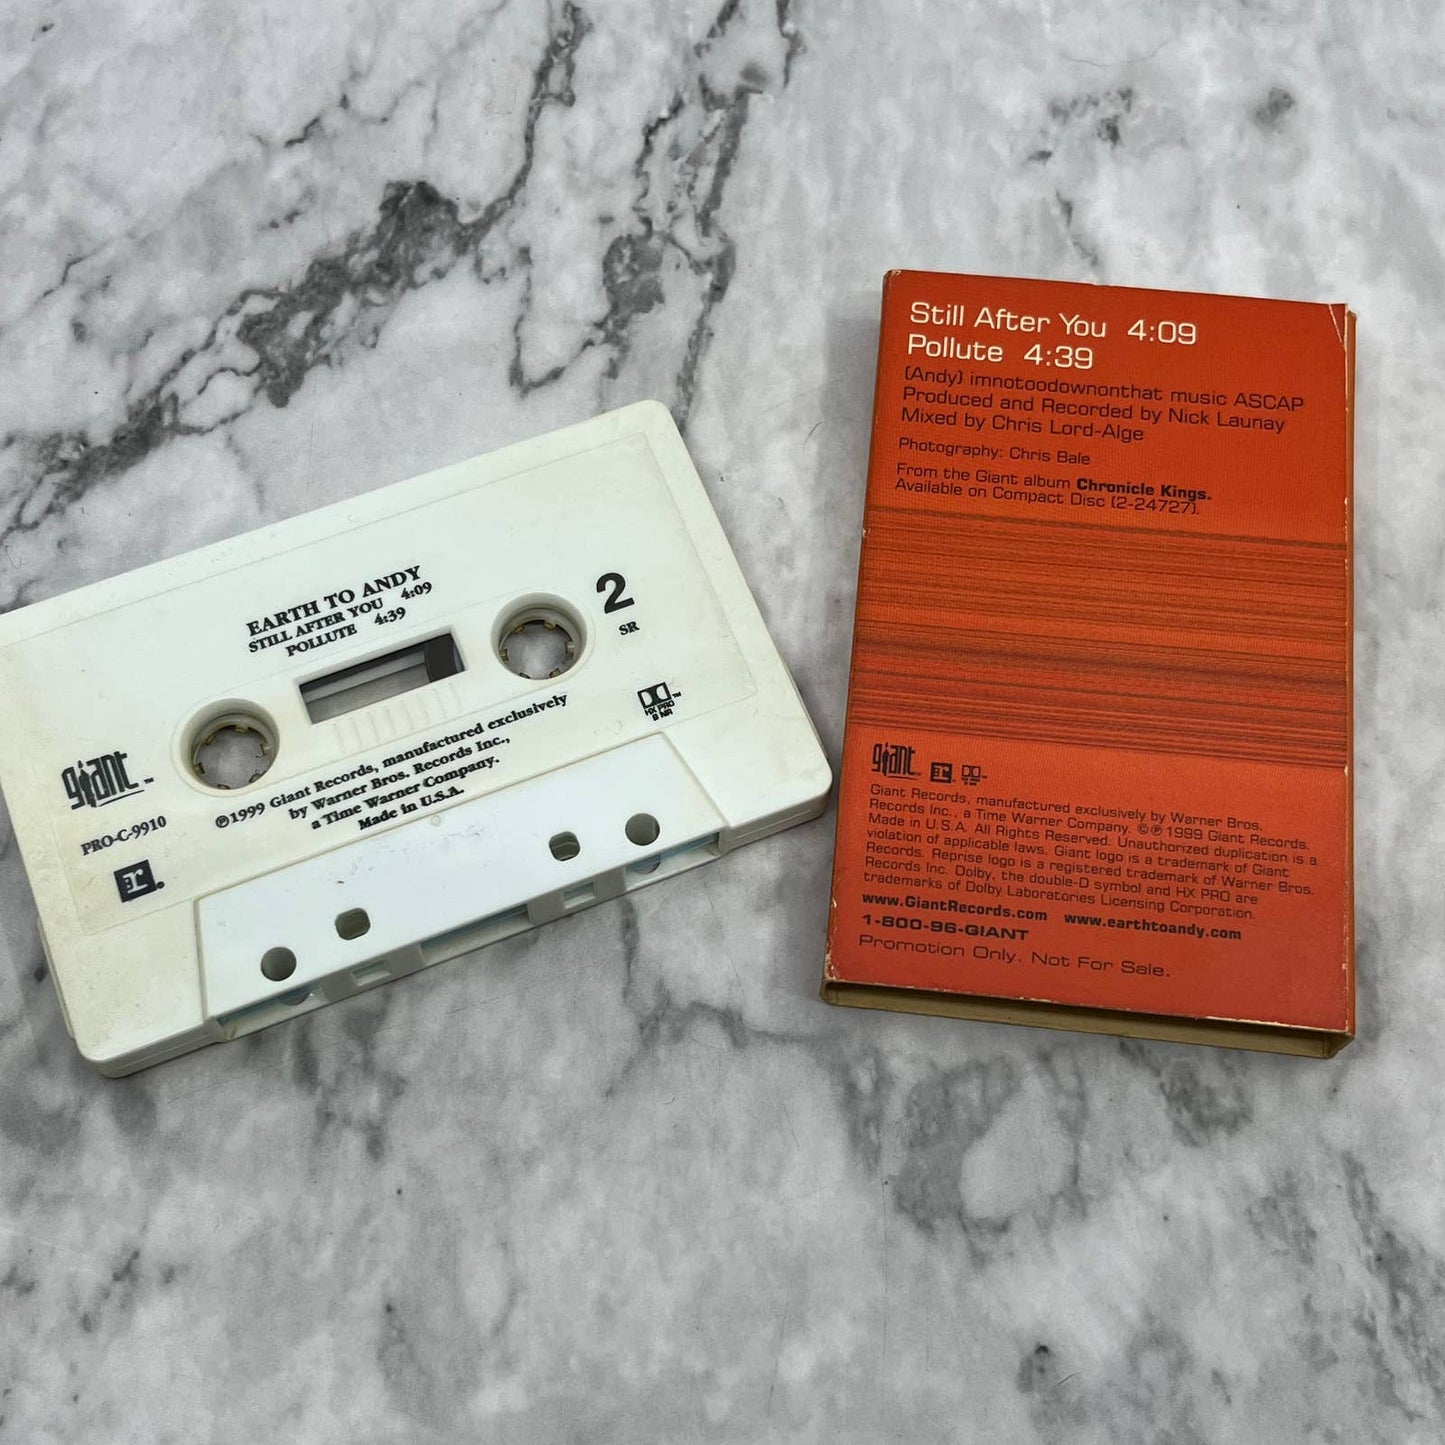 EARTH TO ANDY
STILL AFTER YOU 4:09
POLLUTE 4:39
2
SR
giant ™
PRO-C-9910
r ®
HX PRO
B NR
™
℗1999 Giant Records, manufactured exclusively
by Warner Bros. Records Inc.,
a Time Warner Company.
Made in U.S.A.
Still After You 4:09
Pollute 4:39
(Andy) imnotoodownonthat music ASCAP
Produced and Recorded by Nick Launay
Mixed by Chris Lord-Alge
Photography: Chris Bale
From the Giant album Chronicle Kings.
Available on Compact Disc (2-24727).
giant r
Giant Records, manufactured exclusively by Warner Bros.
Records Inc., a Time Warner Company. ©℗ 1999 Giant Records.
Made in U.S.A. All Rights Reserved. Unauthorized duplication is a
violation of applicable laws. Giant logo is a trademark of Giant
Records. Reprise logo is a registered trademark of Warner Bros.
Records Inc. Dolby, the double-D symbol and HX PRO are
trademarks of Dolby Laboratories Licensing Corporation.
www.GiantRecords.com www.earthtoandy.com
1-800-96-GIANT
Promotion Only. Not For Sale.